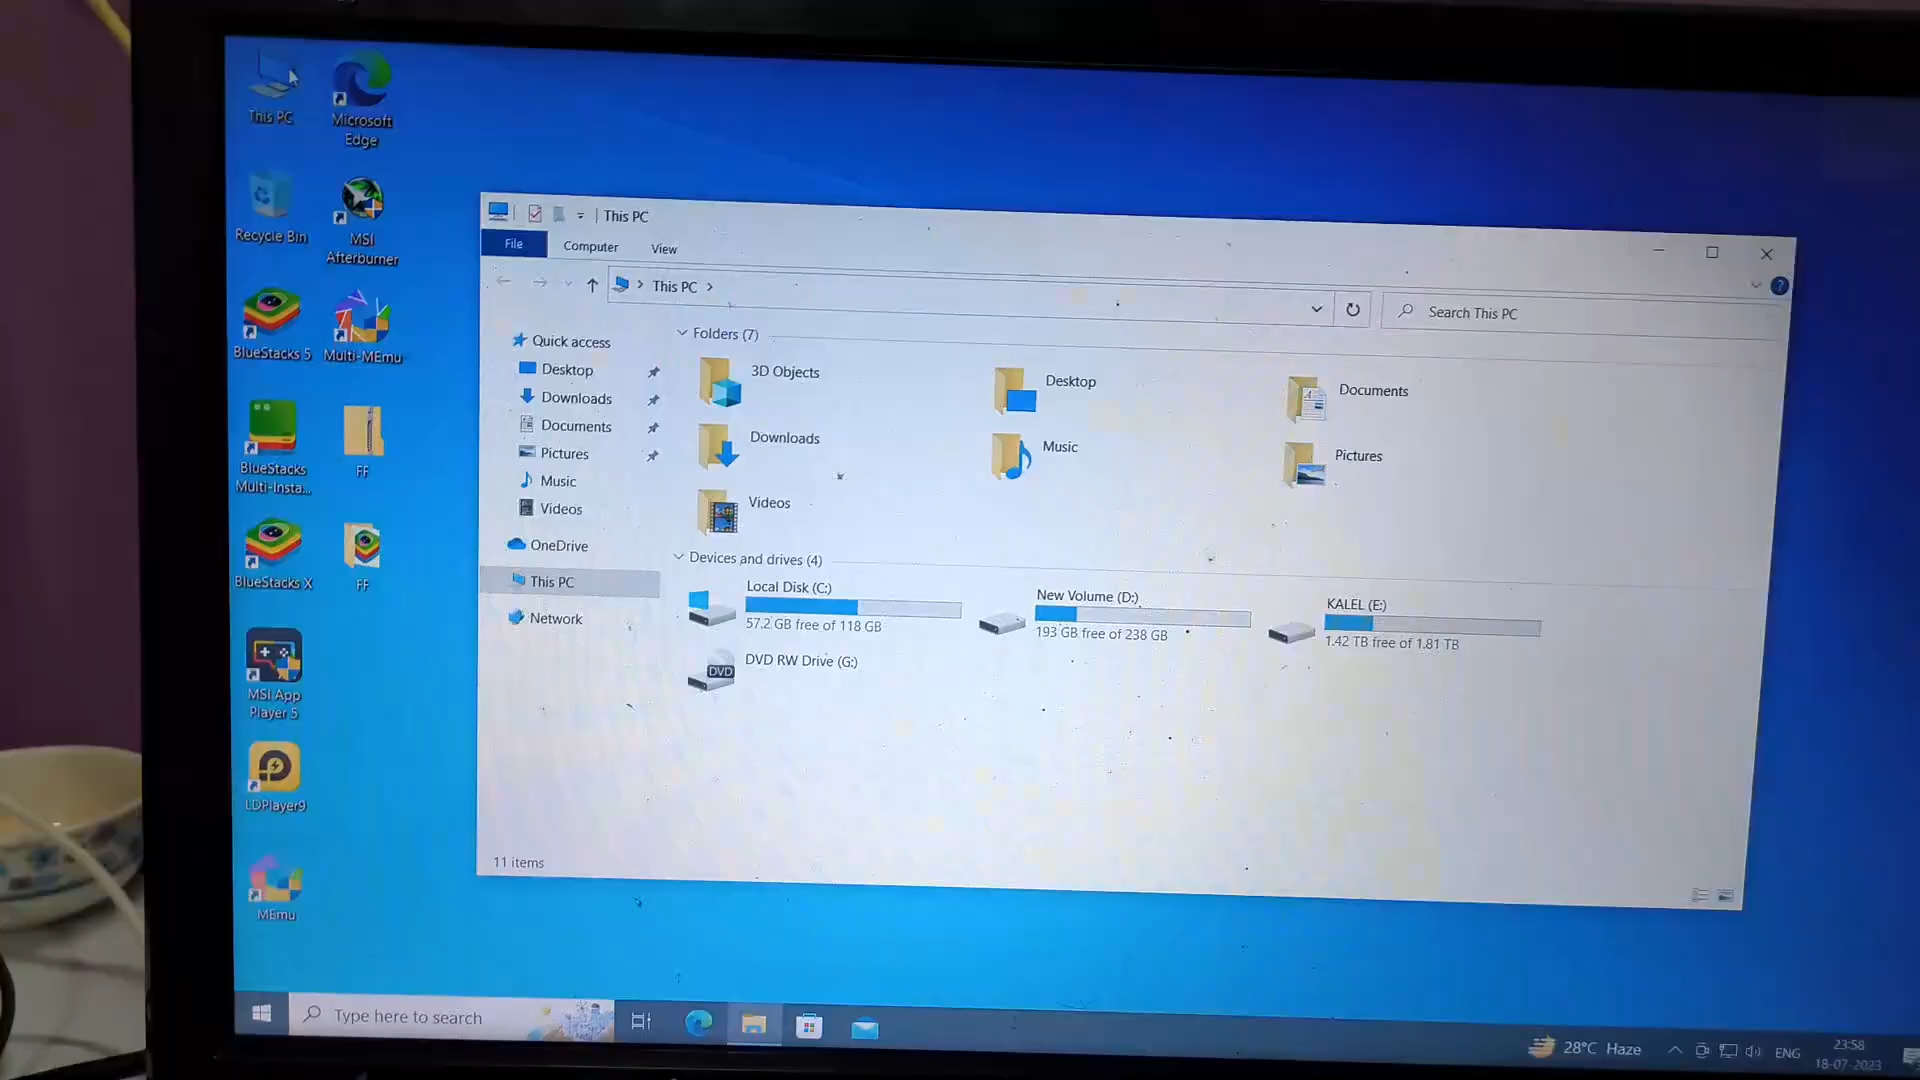 This PC
Microsoft
Edge
Recycle Bin
MSI
Afterburner
BlueStacks 5
Multi-MEmu
BlueStacks
Multi-Insta...
FF
BlueStacks X
FF
MSI App
Player 5
LDPlayer9
MEmu
This PC
File
Computer
View
This PC
Search This PC
Quick access
Desktop
Downloads
Documents
Pictures
Music
Videos
OneDrive
This PC
Network
Folders (7)
3D Objects
Desktop
Documents
Downloads
Music
Pictures
Videos
Devices and drives (4)
Local Disk (C:)
57.2 GB free of 118 GB
New Volume (D:)
193 GB free of 238 GB
KALEL (E:)
1.42 TB free of 1.81 TB
DVD
DVD RW Drive (G:)
11 items
Type here to search
28°C Haze
ENG
23:58
18-07-2023